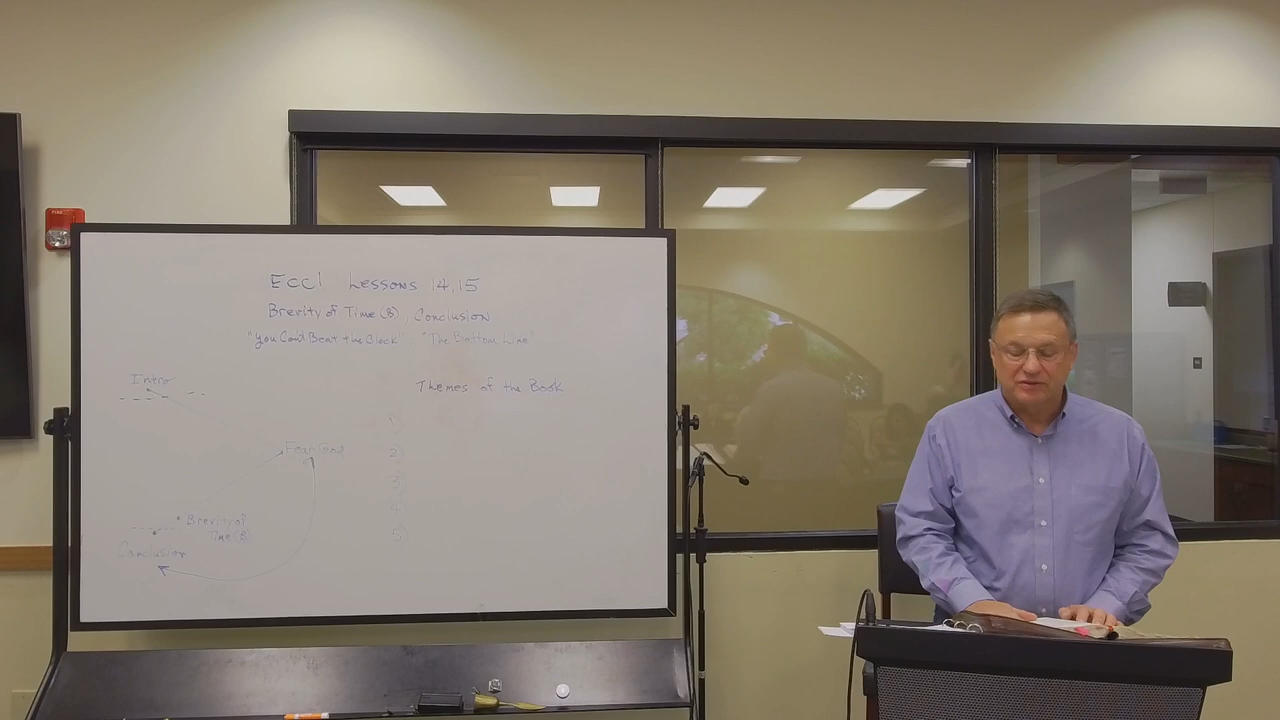 FIRE
Eccl Lessons 14,15
Brevity of Time (B), Conclusion
"You Can't Beat the Clock" "The Bottom Line"
Intro
Themes of the Book
1)
Fear God
2)
3
4
Brevity of
Time (B)
5)
Conclusion